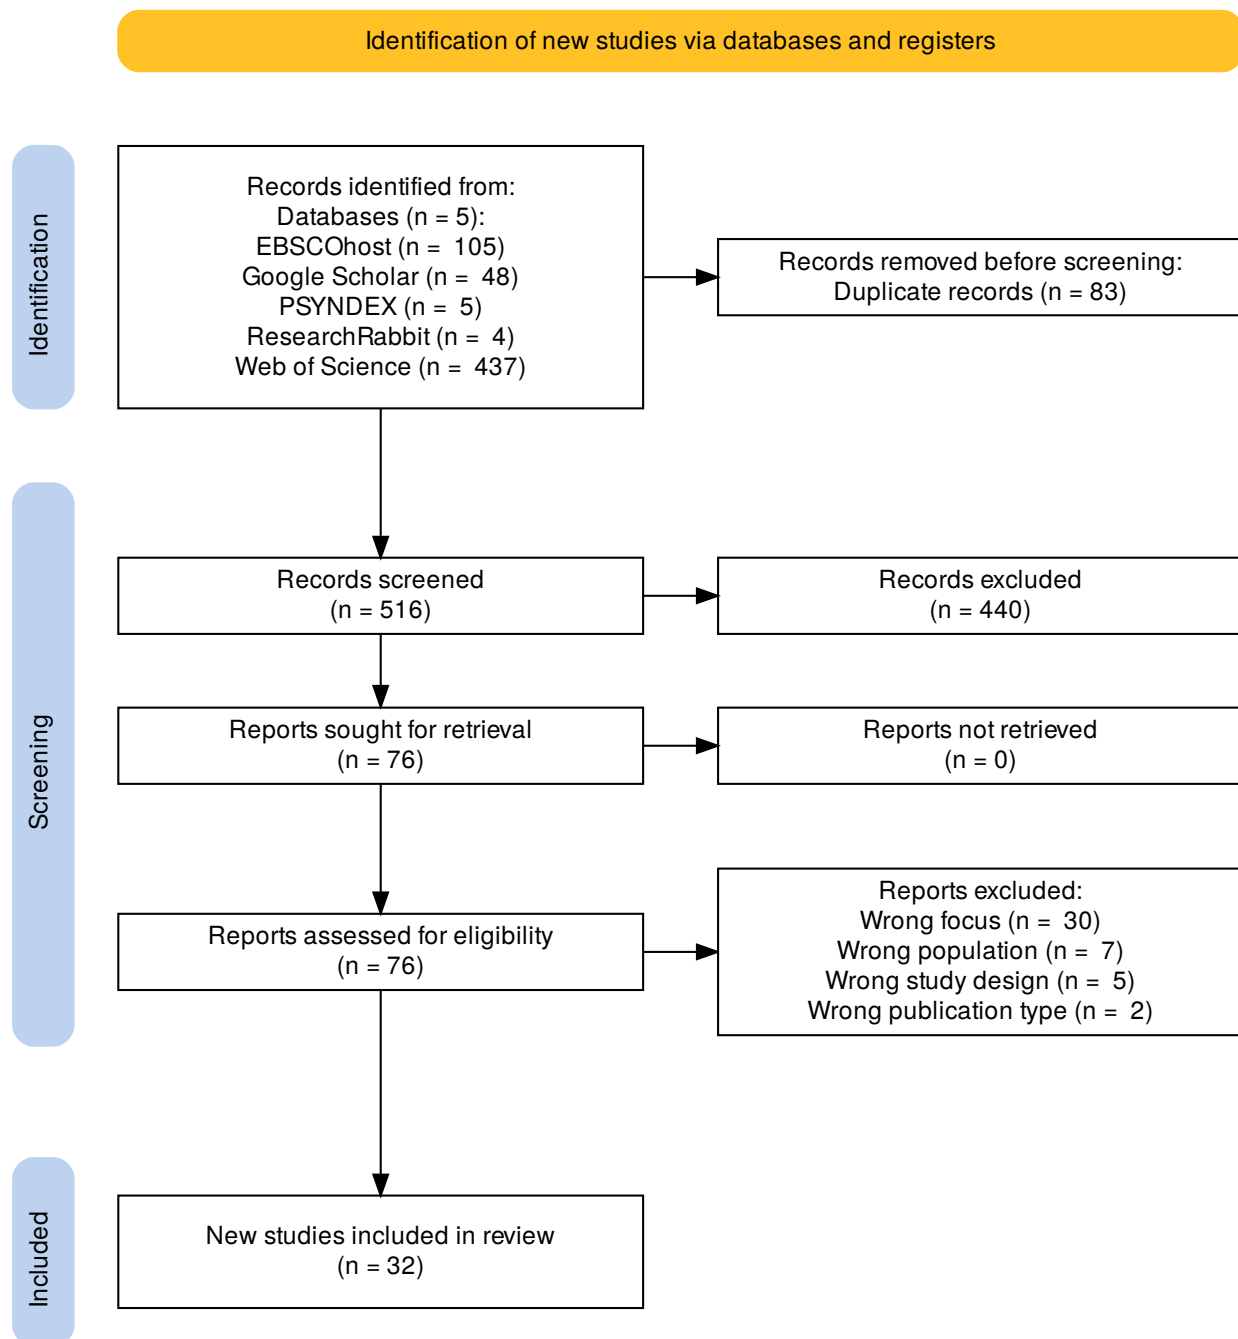 Identification of new studies via databases and registers
Identification
Records identified from:
Databases (n = 5):
EBSCOhost (n = 105)
Google Scholar (n = 48)
PSYNDEX (n = 5)
ResearchRabbit (n = 4)
Web of Science (n = 437)
Records removed before screening:
Duplicate records (n = 83)
Screening
Records screened
(n = 516)
Records excluded
(n = 440)
Reports sought for retrieval
(n = 76)
Reports not retrieved
(n = 0)
Reports assessed for eligibility
(n = 76)
Reports excluded:
Wrong focus (n = 30)
Wrong population (n = 7)
Wrong study design (n = 5)
Wrong publication type (n = 2)
Included
New studies included in review
(n = 32)